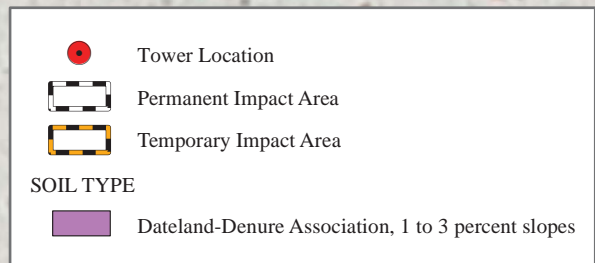 Tower Location
Permanent Impact Area
Temporary Impact Area
SOIL TYPE
Dateland-Denure Association, 1 to 3 percent slopes